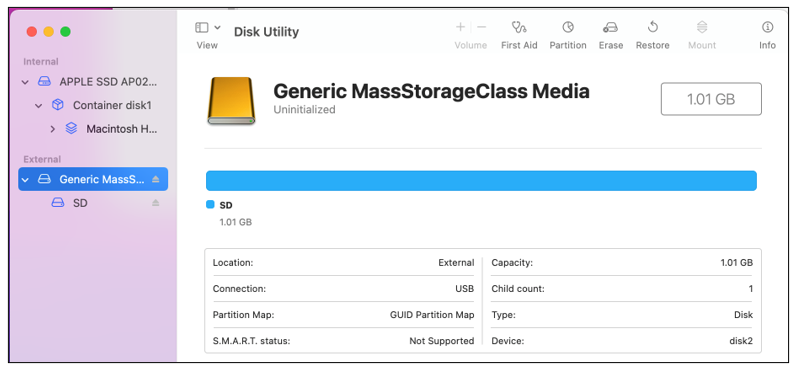 Disk Utility
View
Volume
First Aid
Partition
Erase
Restore
Mount
Info
Internal
APPLE SSD AP02...
Container disk1
Macintosh H...
External
Generic MassS...
SD
Generic MassStorageClass Media
Uninitialized
1.01 GB
SD
1.01 GB
Location: External
Capacity: 1.01 GB
Connection: USB
Child count: 1
Partition Map: GUID Partition Map
Type: Disk
S.M.A.R.T. status: Not Supported
Device: disk2